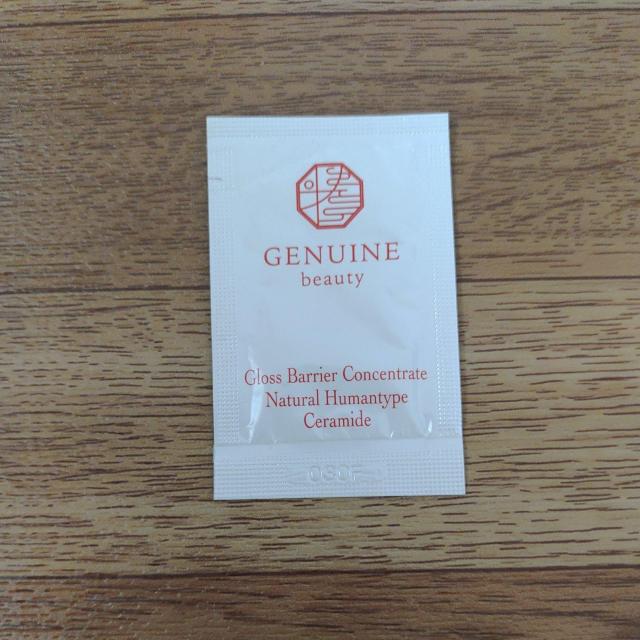 GENUINE
beauty
Gloss Barrier Concentrate
Natural Humantype
Ceramide